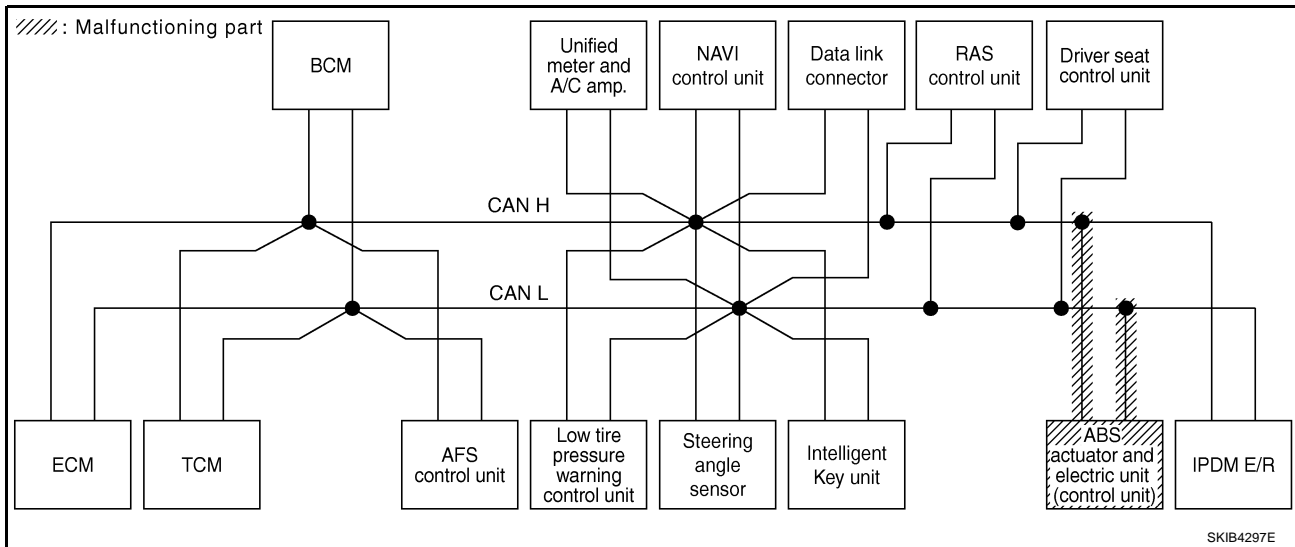 : Malfunctioning part
BCM
Unified
meter and
A/C amp.
NAVI
control unit
Data link
connector
RAS
control unit
Driver seat
control unit
CAN H
CAN L
ECM
TCM
AFS
control unit
Low tire
pressure
warning
control unit
Steering
angle
sensor
Intelligent
Key unit
ABS
actuator and
electric unit
(control unit)
IPDM E/R
SKIB4297E